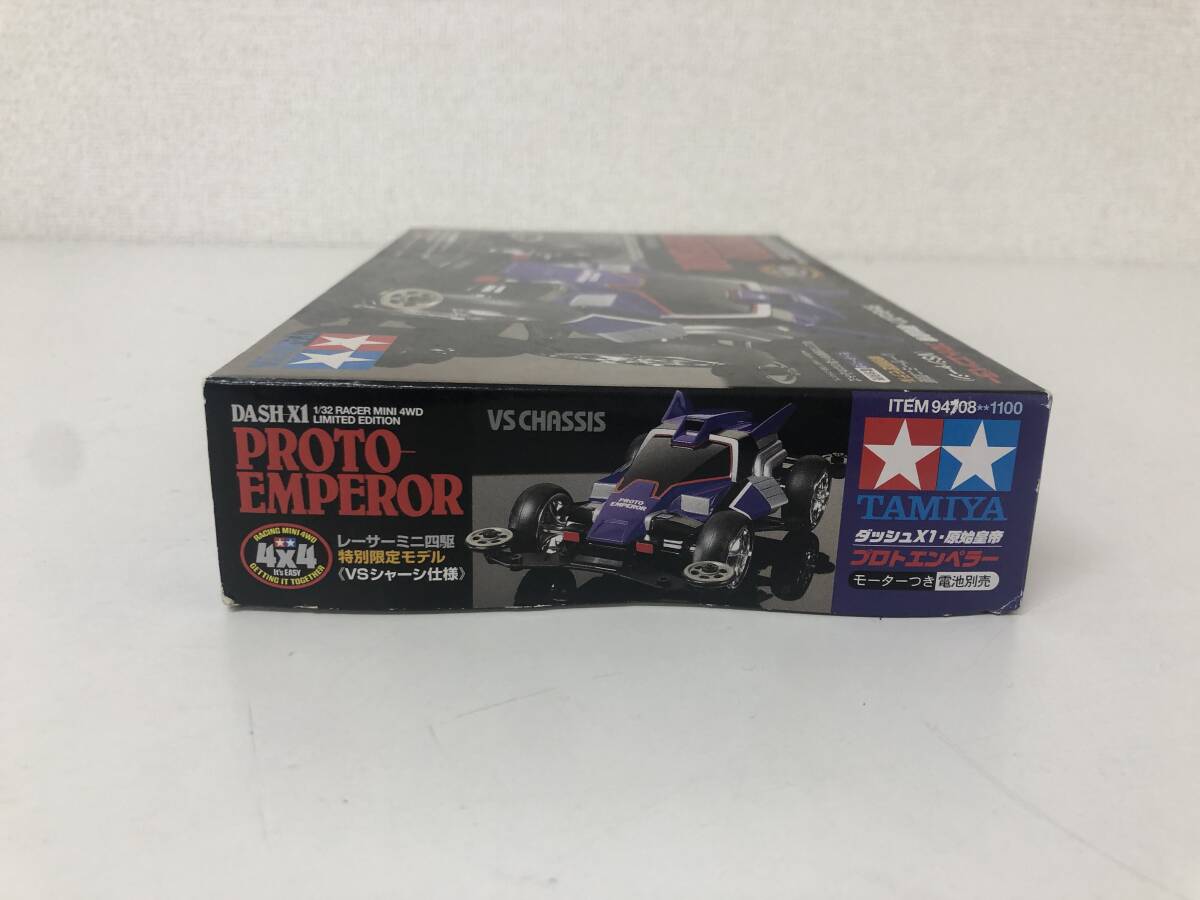 DASH-X1
1/32 RACER MINI 4WD
LIMITED EDITION
PROTO-
EMPEROR
RACING MINI 4WD
4x4
It's EASY
GETTING IT TOGETHER
レーサーミニ四駆
特別限定モデル
《VSシャーシ仕様》
VS CHASSIS
PROTO
EMPEROR
ITEM 94708**1100
TAMIYA
ダッシュX1・原始皇帝
プロトエンペラー
モーターつき 電池別売